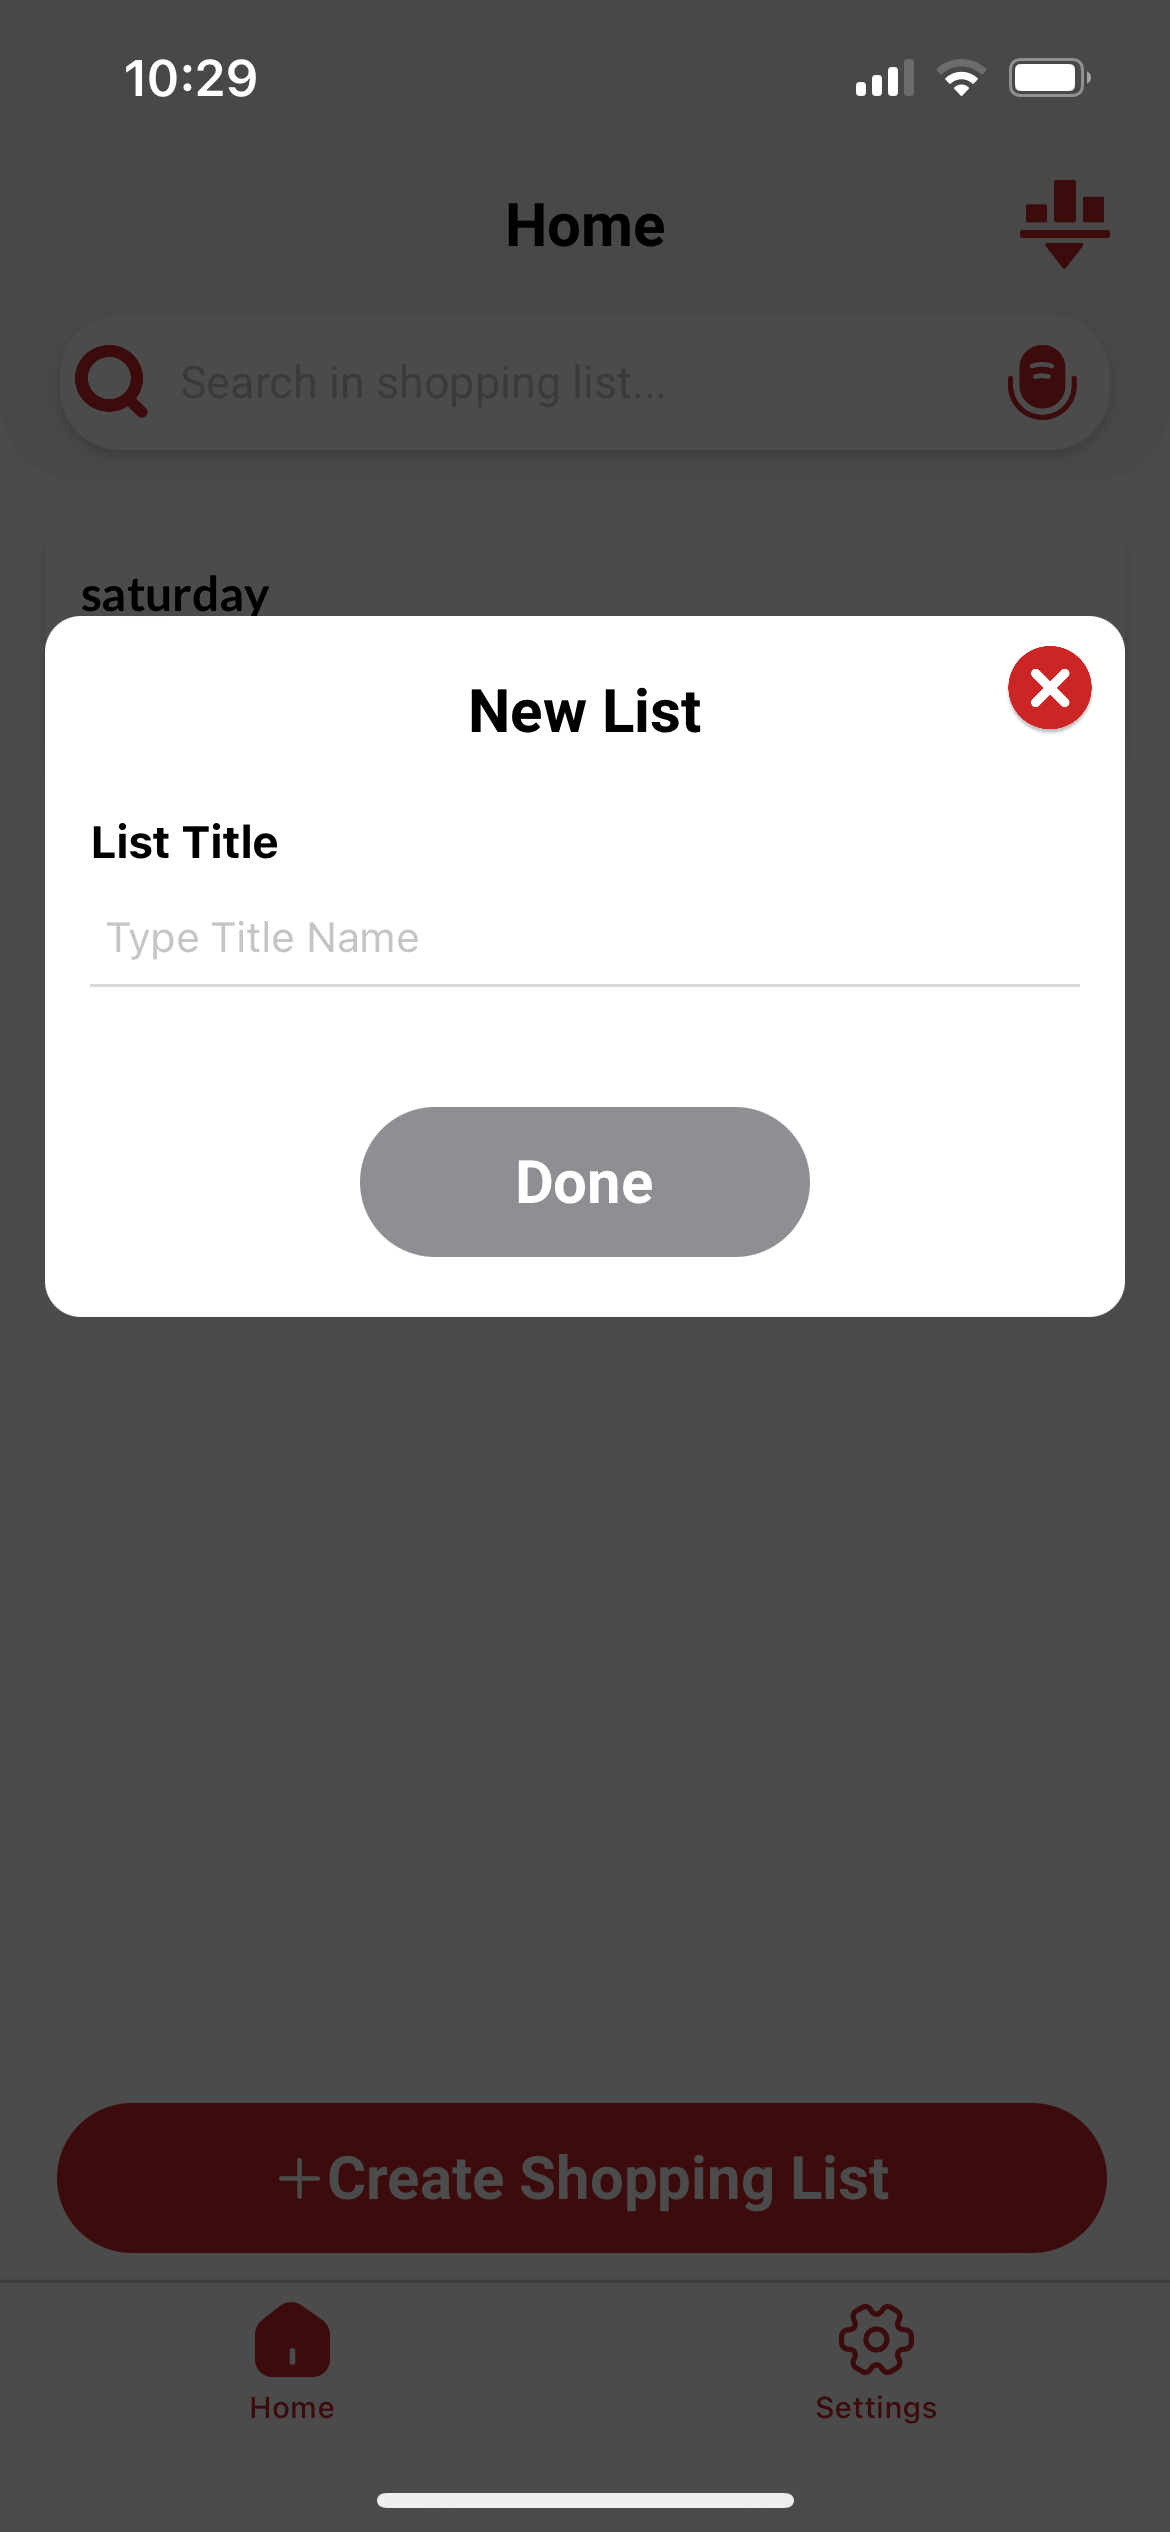 10:29
Home
Search in shopping list...
saturday
New List
List Title
Type Title Name
Done
+Create Shopping List
Home
Settings